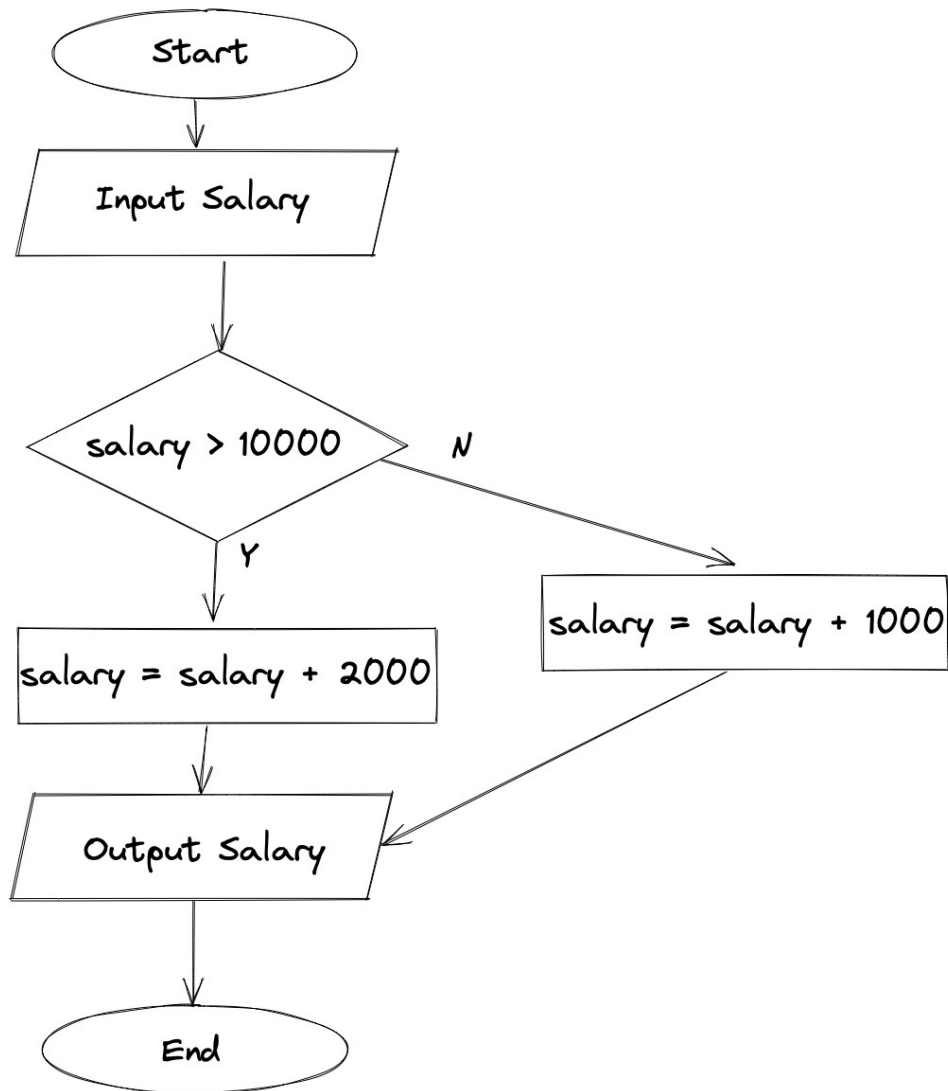 Start
Input Salary
salary > 10000
N
Y
salary = salary + 1000
salary = salary + 2000
Output Salary
End